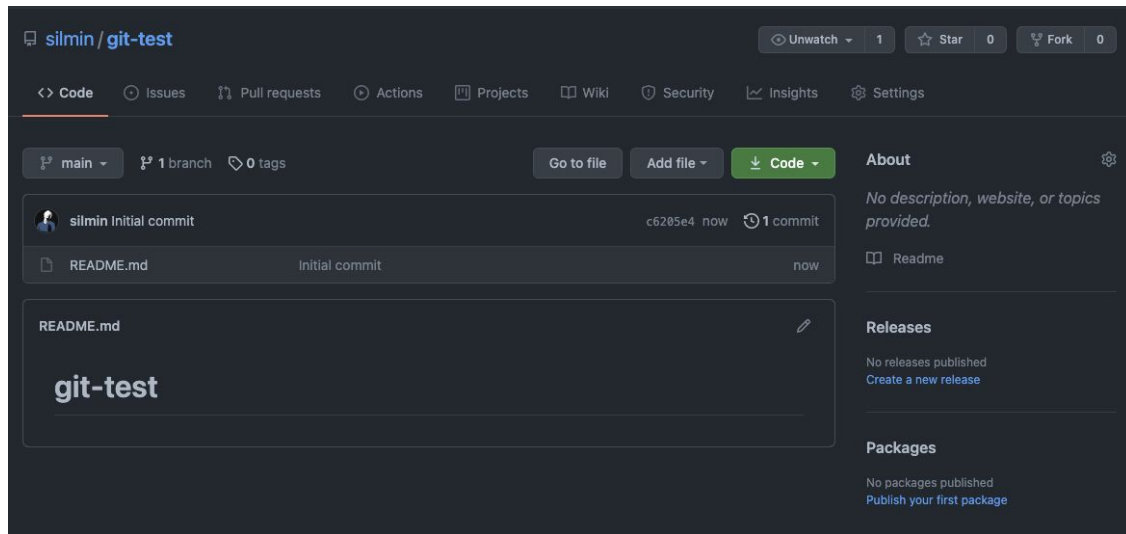 silmin / git-test
Unwatch 1 Star 0 Fork 0
<> Code Issues Pull requests Actions Projects Wiki Security Insights Settings
main 1 branch 0 tags Go to file Add file Code
silmin Initial commit c6205e4 now 1 commit
README.md Initial commit now
README.md
git-test
About
No description, website, or topics
provided.
Readme
Releases
No releases published
Create a new release
Packages
No packages published
Publish your first package